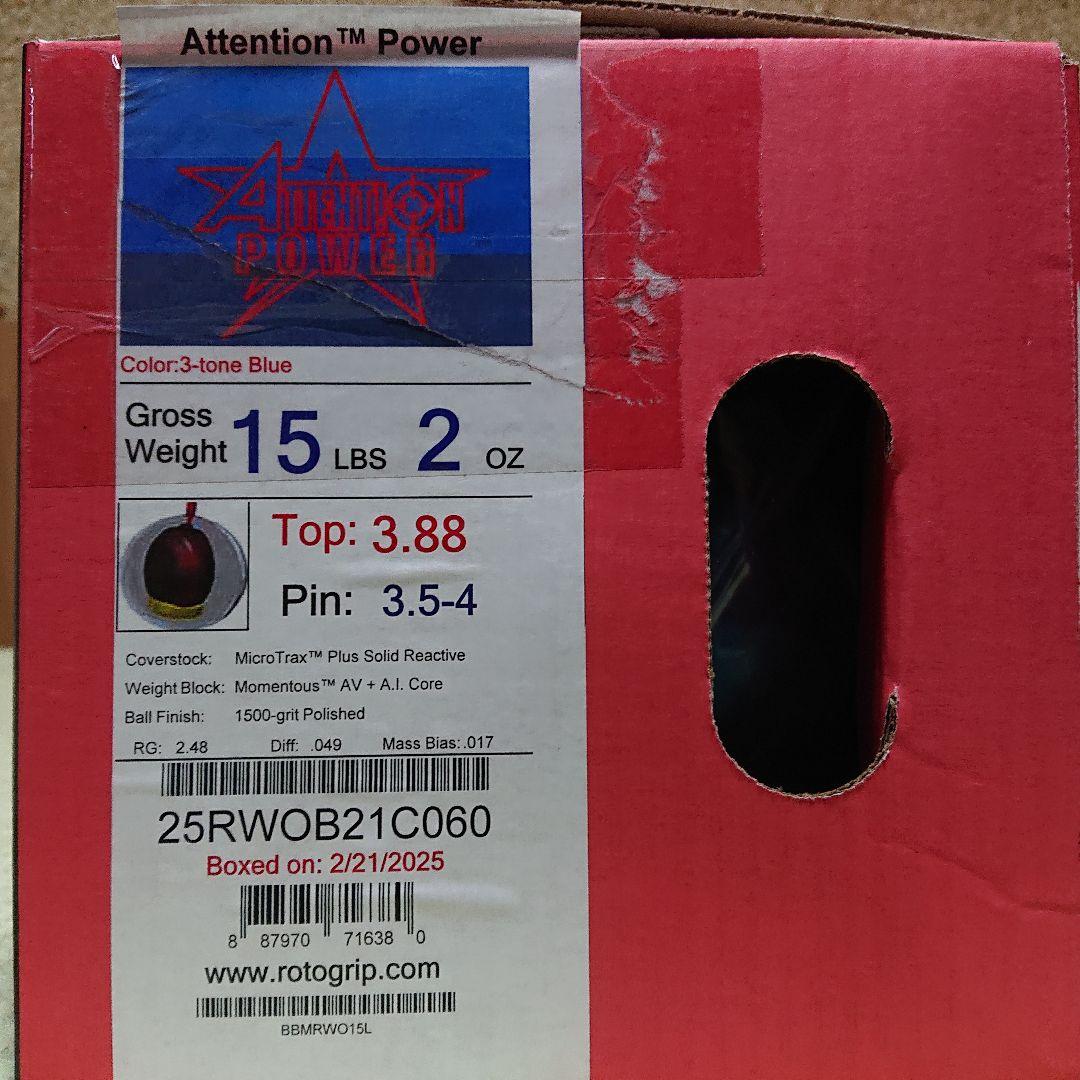 Attention™ Power
ATTENTION
POWER
Color:3-tone Blue
Gross
Weight 15 LBS 2 OZ
Top: 3.88
Pin: 3.5-4
Coverstock: MicroTrax™ Plus Solid Reactive
Weight Block: Momentous™ AV + A.I. Core
Ball Finish: 1500-grit Polished
RG: 2.48 Diff: .049 Mass Bias: .017
25RWOB21C060
Boxed on: 2/21/2025
8 87970 71638 0
www.rotogrip.com
BBMRWO15L